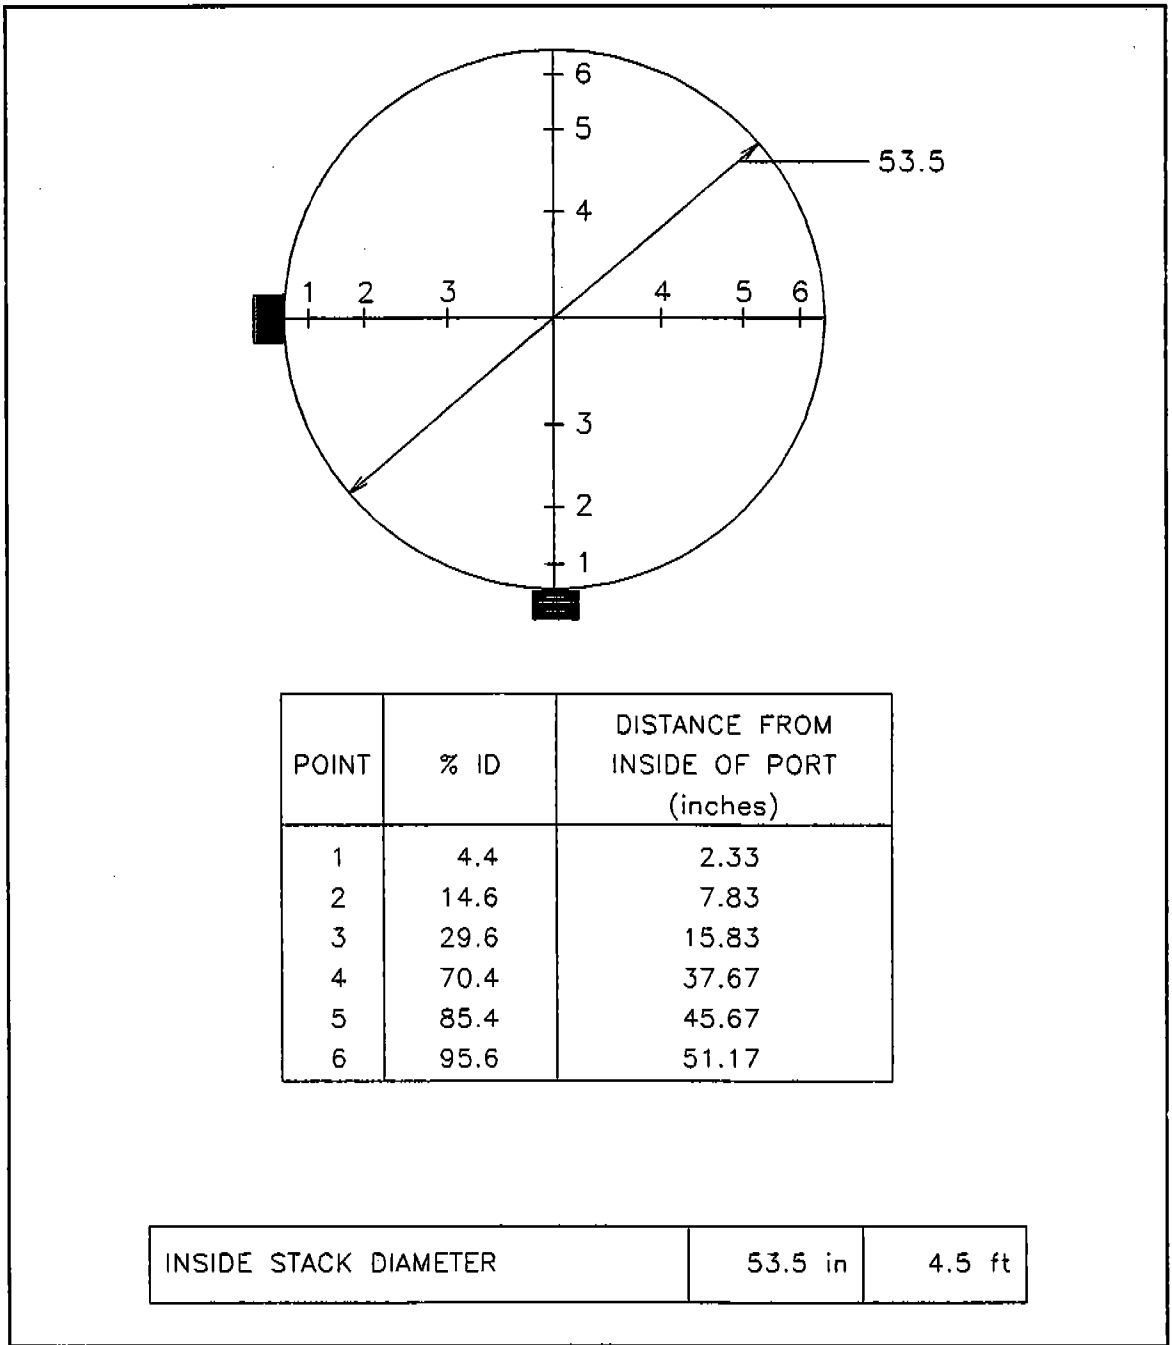 6
5
53.5
4
1 2 3 4 5 6
3
2
1
POINT % ID DISTANCE FROM INSIDE OF PORT (inches)
1 4.4 2.33
2 14.6 7.83
3 29.6 15.83
4 70.4 37.67
5 85.4 45.67
6 95.6 51.17
INSIDE STACK DIAMETER 53.5 in 4.5 ft